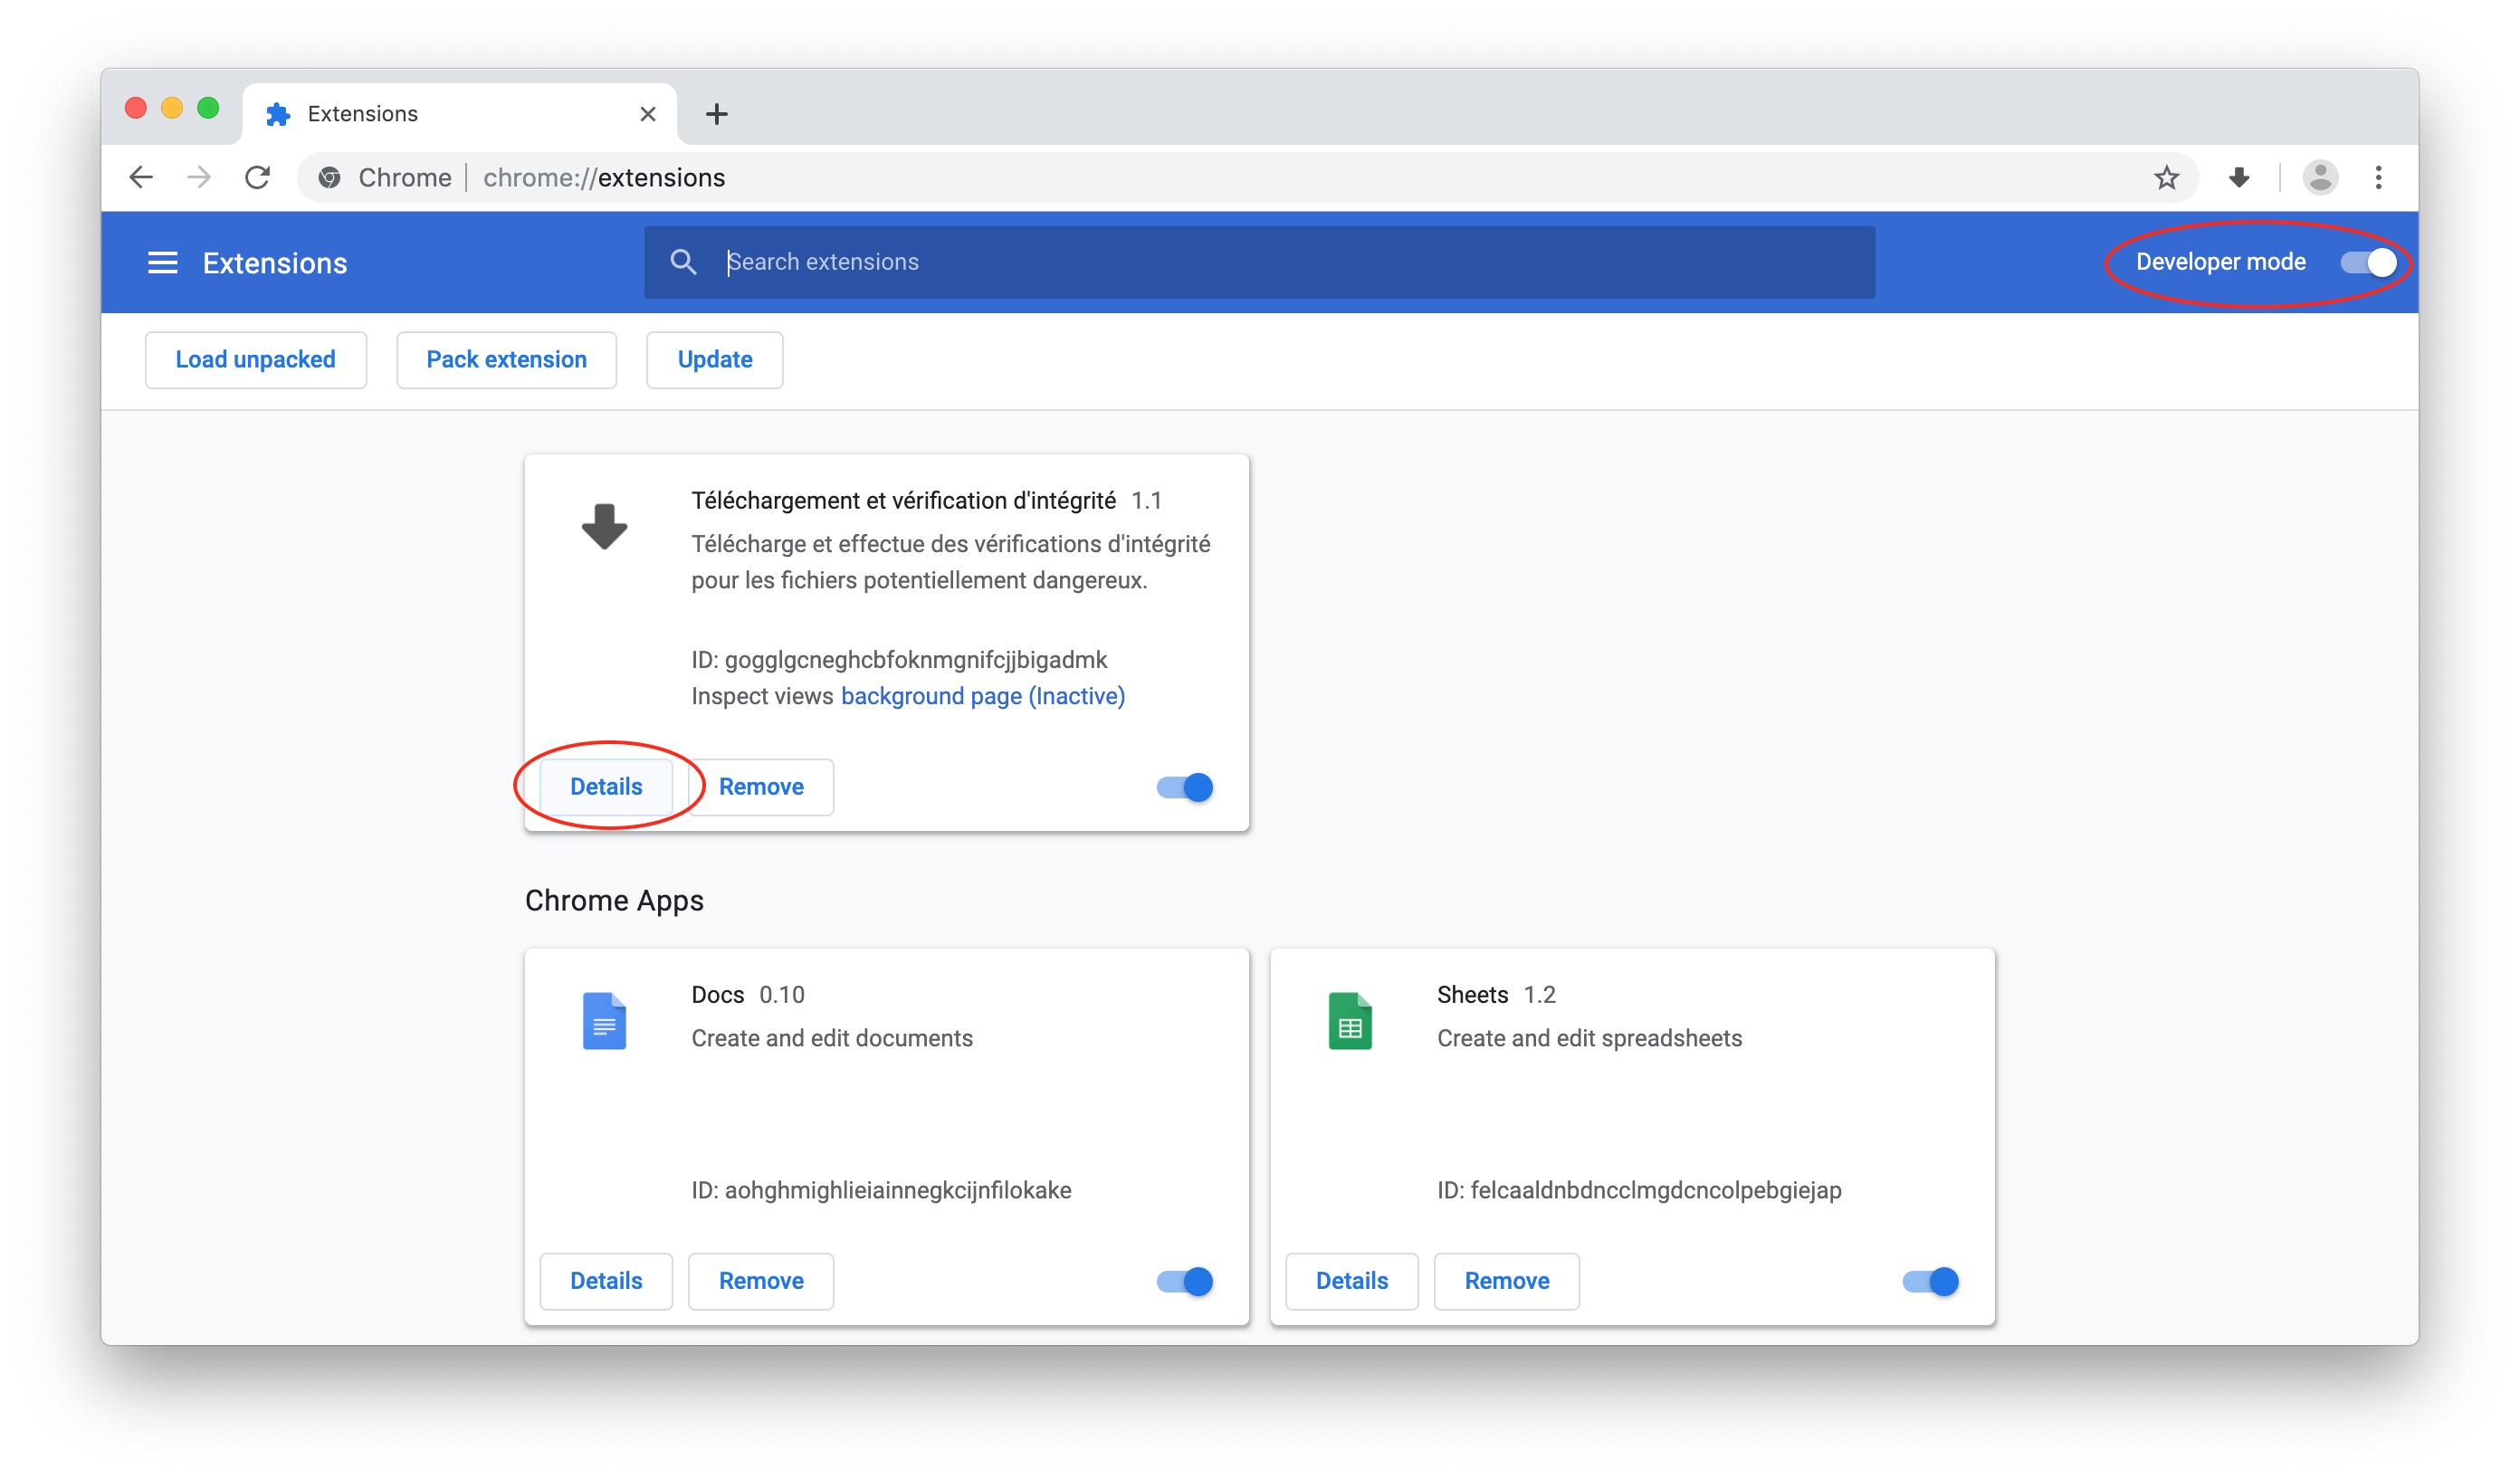 Extensions
Chrome chrome://extensions
Extensions
Search extensions
Developer mode
Load unpacked
Pack extension
Update
Téléchargement et vérification d'intégrité 1.1
Télécharge et effectue des vérifications d'intégrité
pour les fichiers potentiellement dangereux.
ID: gogglgcneghcbfoknmgnifcjjbigadmk
Inspect views background page (Inactive)
Details
Remove
Chrome Apps
Docs 0.10
Create and edit documents
ID: aohghmighlieiainnegkcijnfilokake
Details
Remove
Sheets 1.2
Create and edit spreadsheets
ID: felcaaldnbdncclmgdcncolpebgiejap
Details
Remove